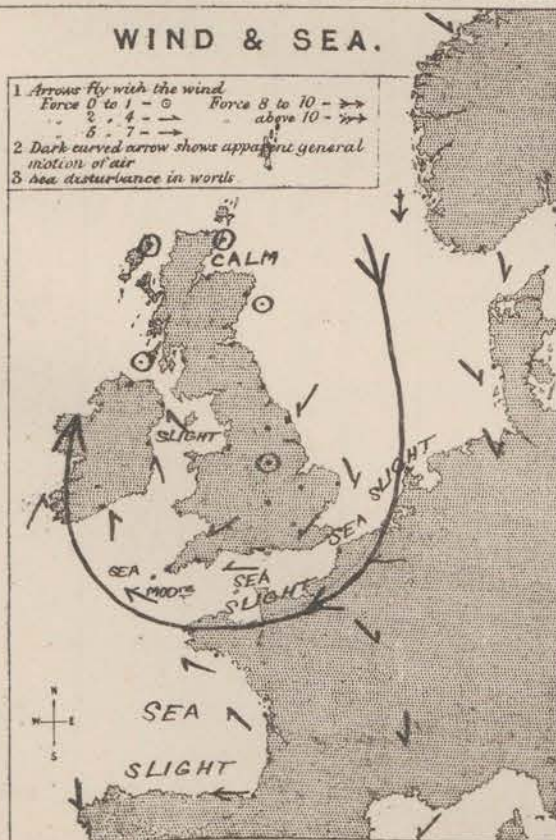 WIND & SEA.
1 Arrows fly with the wind
Force 0 to 1 - Force 8 to 10 -
" 2 " 4 - above 10 -
" 5 " 7 -
2 Dark curved arrow shows apparent general
motion of air
3 Sea disturbance in words
CALM
SLIGHT
SEA SLIGHT
SEA
MODTE
SEA
SLIGHT
N
W E
S
SEA
SLIGHT